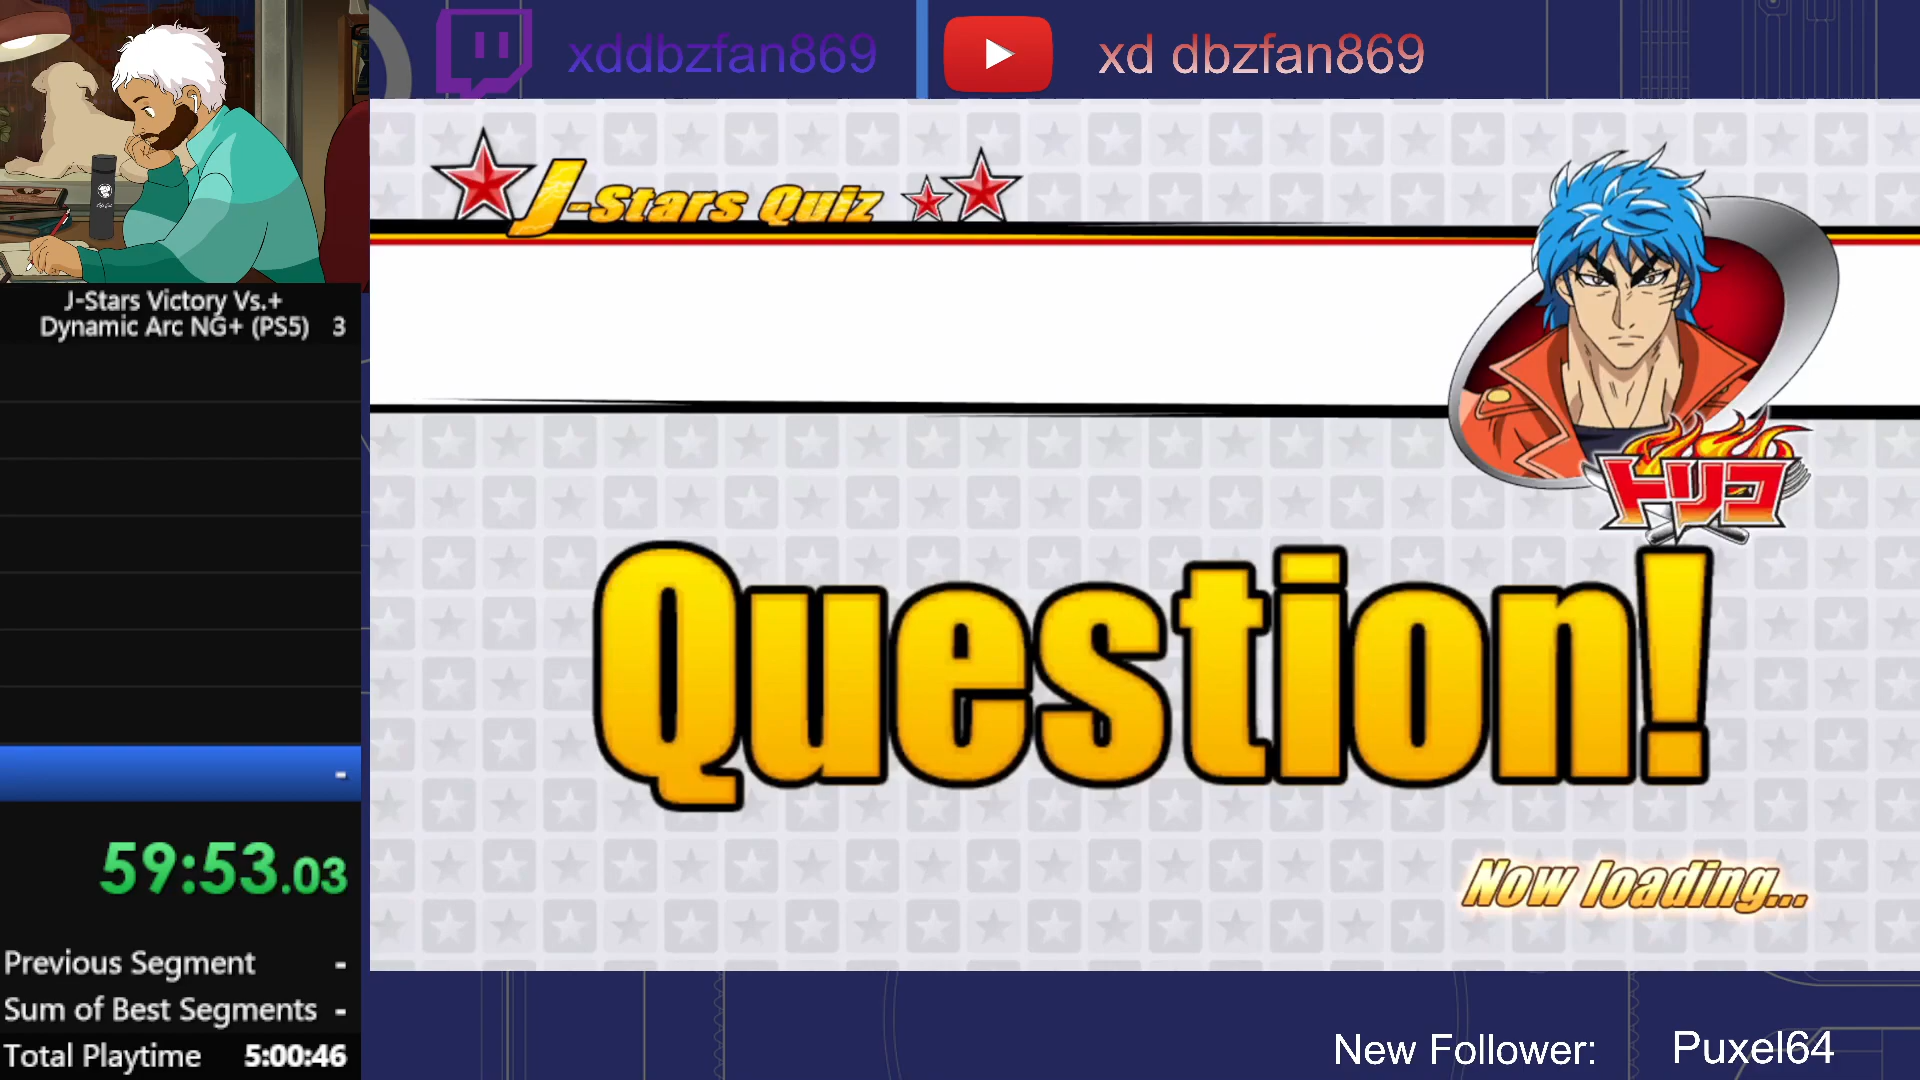 xddbzfan869
xd dbzfan869
J-Stars Quiz
J-Stars Victory Vs.+
Dynamic Arc NG+ (PS5) 3
トリコ
Question!
-
59:53.03
Now loading...
Previous Segment -
Sum of Best Segments -
Total Playtime 5:00:46
New Follower: Puxel64